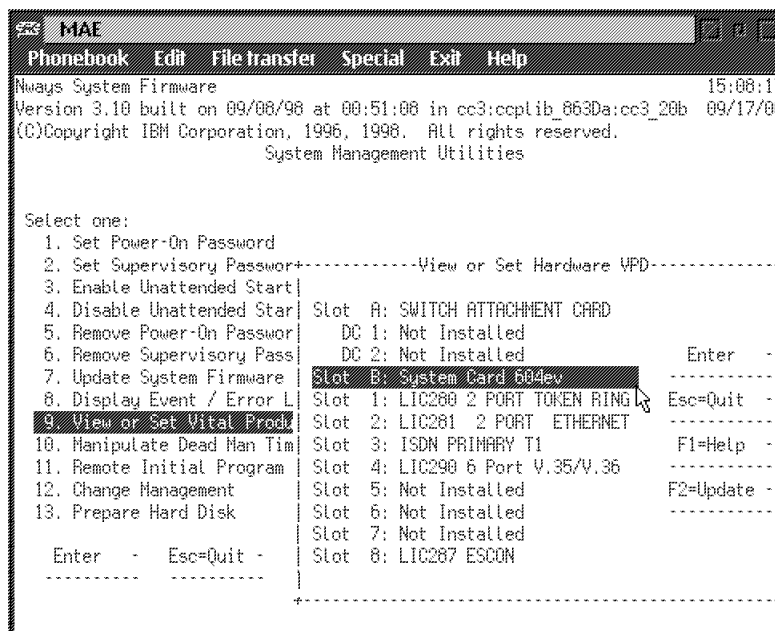 MAE
Phonebook Edit File transfer Special Exit Help
Nways System Firmware 15:08:1
Version 3.10 built on 09/08/98 at 00:51:08 in cc3:ccplib_863Da:cc3_20b 09/17/0
(C)Copyright IBM Corporation, 1996, 1998. All rights reserved.
System Management Utilities
Select one:
1. Set Power-On Password
2. Set Supervisory Passwor+------------View or Set Hardware VPD------------
3. Enable Unattended Start|
4. Disable Unattended Star| Slot A: SWITCH ATTACHMENT CARD
5. Remove Power-On Passwor| DC 1: Not Installed
6. Remove Supervisory Pass| DC 2: Not Installed Enter -
7. Update System Firmware | Slot B: System Card 604ev ----------
8. Display Event / Error L| Slot 1: LIC280 2 PORT TOKEN RING Esc=Quit -
9. View or Set Vital Produ Slot 2: LIC281 2 PORT ETHERNET ----------
10. Manipulate Dead Man Tim| Slot 3: ISDN PRIMARY T1 F1=Help -
11. Remote Initial Program | Slot 4: LIC290 6 Port V.35/V.36 ----------
12. Change Management | Slot 5: Not Installed F2=Update -
13. Prepare Hard Disk | Slot 6: Not Installed ----------
| Slot 7: Not Installed
Enter - Esc=Quit - | Slot 8: LIC287 ESCON
---------- ---------- |
+------------------------------------------------